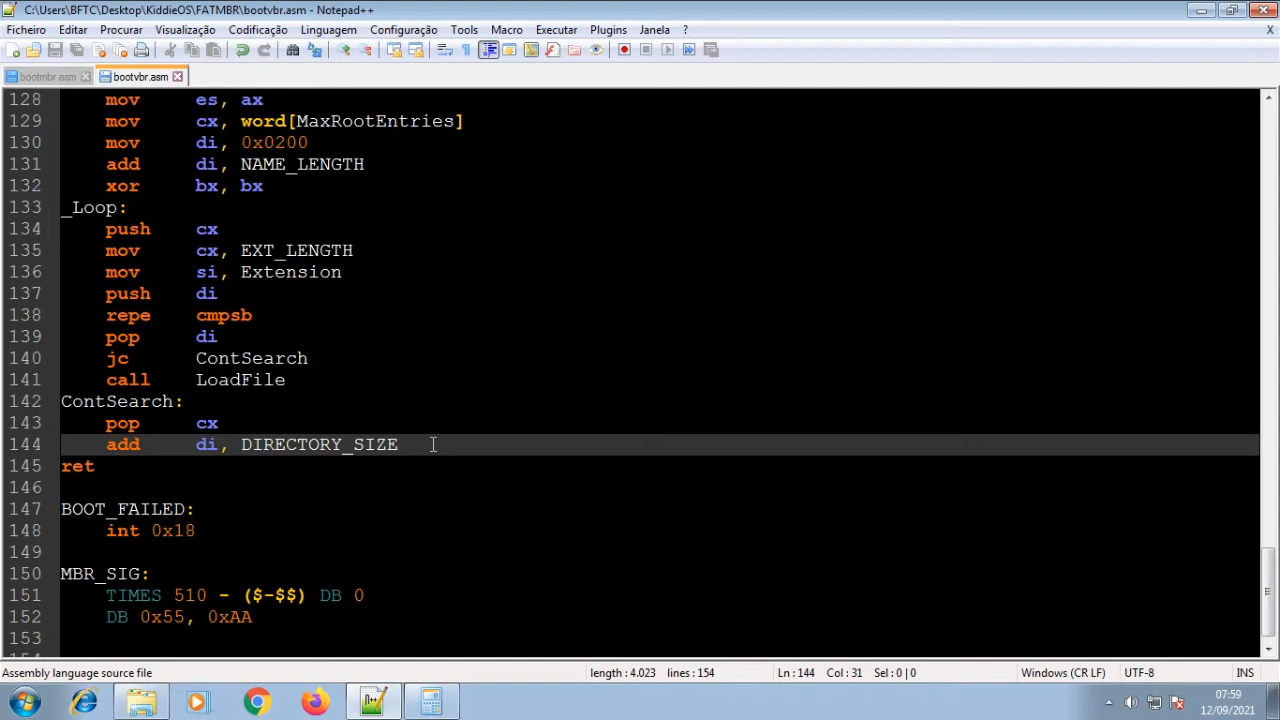 C:\Users\BFTC\Desktop\KiddieOS\FATMBR\bootvbr.asm - Notepad++
Ficheiro Editar Procurar Visualização Codificação Linguagem Configuração Tools Macro Executar Plugins Janela ? X
bootmbr.asm bootvbr.asm
128 mov es, ax
129 mov cx, word[MaxRootEntries]
130 mov di, 0x0200
131 add di, NAME_LENGTH
132 xor bx, bx
133 _Loop:
134 push cx
135 mov cx, EXT_LENGTH
136 mov si, Extension
137 push di
138 repe cmpsb
139 pop di
140 jc ContSearch
141 call LoadFile
142 ContSearch:
143 pop cx
144 add di, DIRECTORY_SIZE
145 ret
146
147 BOOT_FAILED:
148 int 0x18
149
150 MBR_SIG:
151 TIMES 510 - ($-$$) DB 0
152 DB 0x55, 0xAA
153
Assembly language source file length : 4.023 lines : 154 Ln : 144 Col : 31 Sel : 0 | 0 Windows (CR LF) UTF-8 INS
07:59
12/09/2021